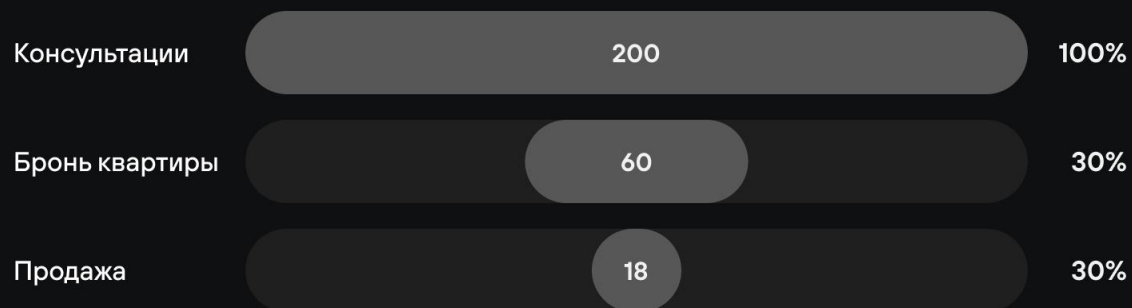 Консультации 200 100%
Бронь квартиры 60 30%
Продажа 18 30%